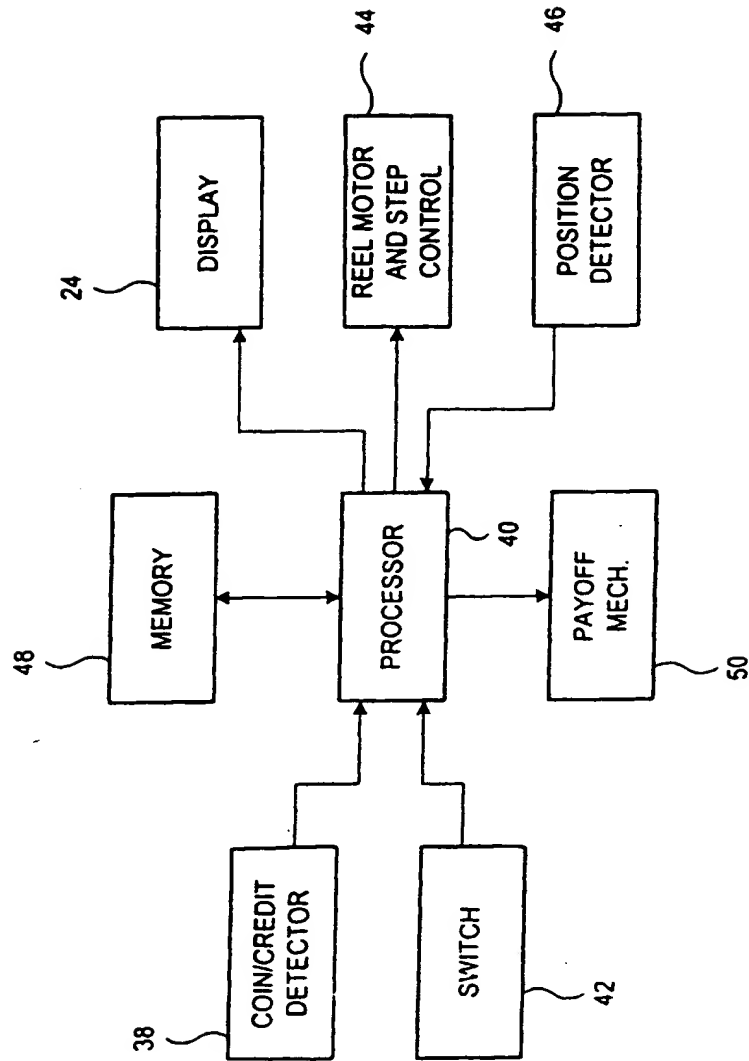 48
MEMORY
24
DISPLAY
38
COIN/CREDIT
DETECTOR
PROCESSOR
40
REEL MOTOR
AND STEP
CONTROL
44
SWITCH
42
PAYOFF
MECH.
50
POSITION
DETECTOR
46